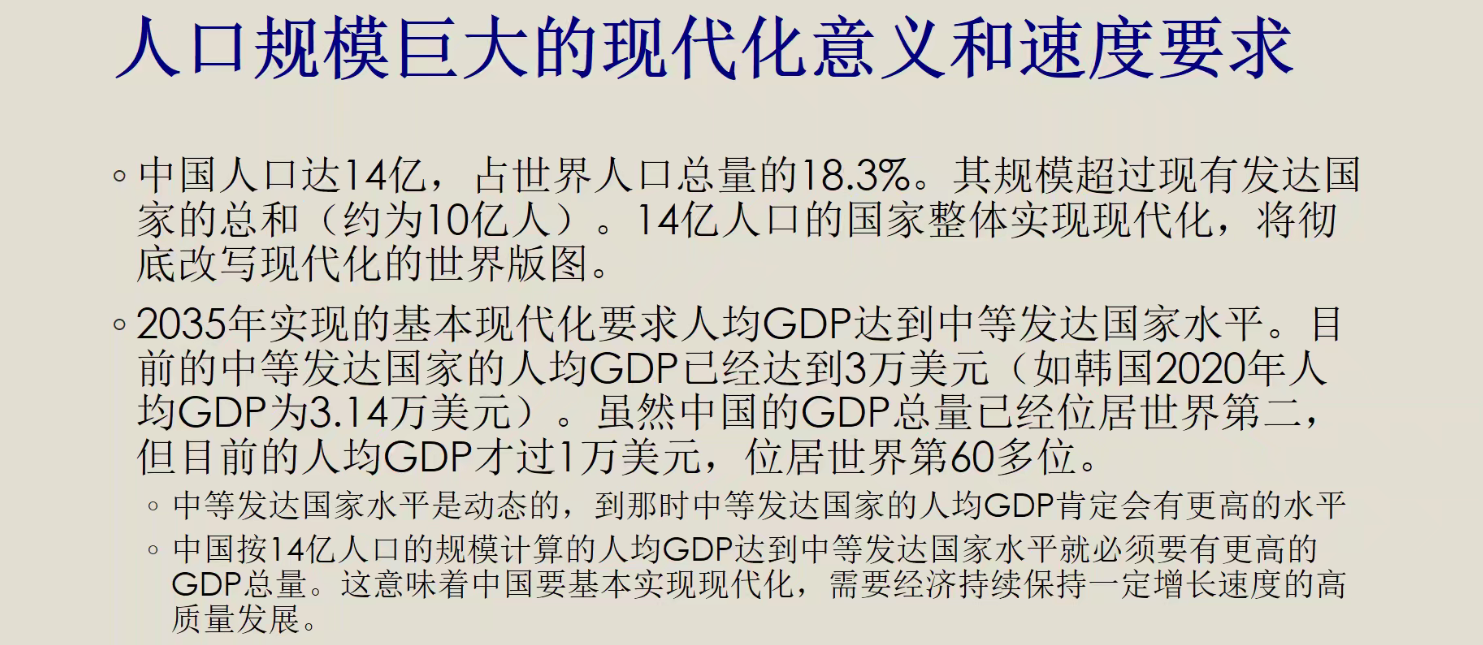 人口规模巨大的现代化意义和速度要求
◦中国人口达14亿，占世界人口总量的18.3%。其规模超过现有发达国
家的总和（约为10亿人）。14亿人口的国家整体实现现代化，将彻
底改写现代化的世界版图。
◦2035年实现的基本现代化要求人均GDP达到中等发达国家水平。目
前的中等发达国家的人均GDP已经达到3万美元（如韩国2020年人
均GDP为3.14万美元）。虽然中国的GDP总量已经位居世界第二，
但目前的人均GDP才过1万美元，位居世界第60多位。
◦中等发达国家水平是动态的，到那时中等发达国家的人均GDP肯定会有更高的水平
◦中国按14亿人口的规模计算的人均GDP达到中等发达国家水平就必须要有更高的
GDP总量。这意味着中国要基本实现现代化，需要经济持续保持一定增长速度的高
质量发展。